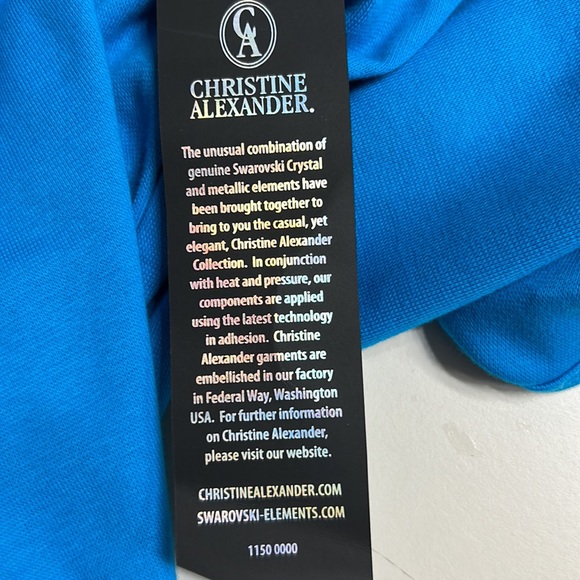 CA
CHRISTINE
ALEXANDER.
The unusual combination of
genuine Swarovski Crystal
and metallic elements have
been brought together to
bring to you the casual, yet
elegant, Christine Alexander
Collection. In conjunction
with heat and pressure, our
components are applied
using the latest technology
in adhesion. Christine
Alexander garments are
embellished in our factory
in Federal Way, Washington
USA. For further information
on Christine Alexander,
please visit our website.
CHRISTINEALEXANDER.COM
SWAROVSKI-ELEMENTS.COM
1150 0000